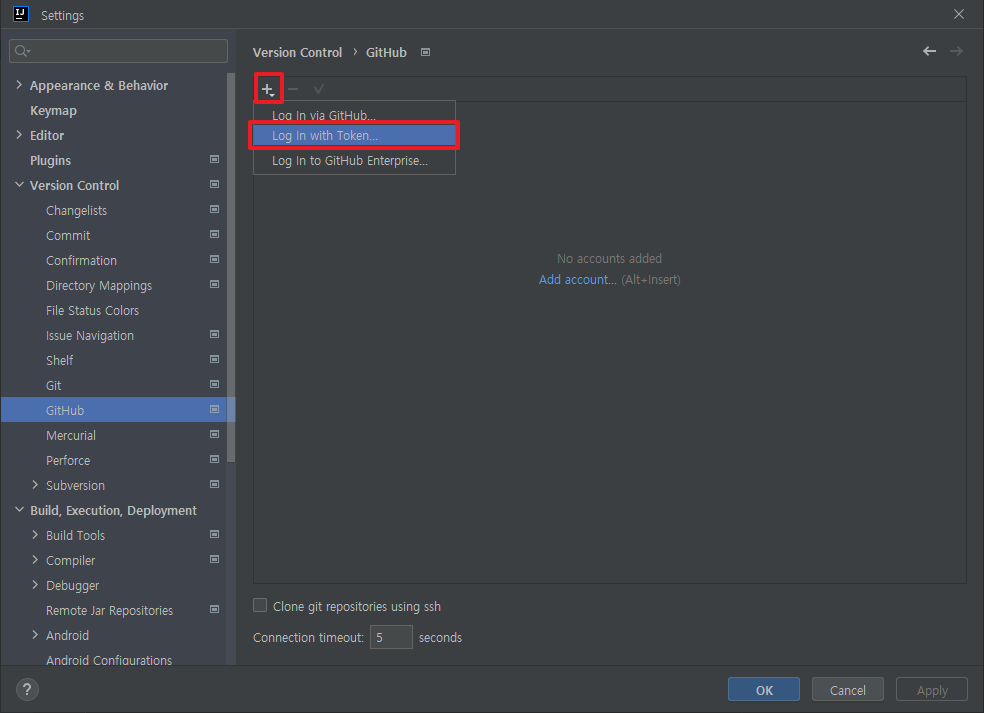 IJ
Settings
Version Control › GitHub
Appearance & Behavior
Keymap
Editor
Plugins
Version Control
Changelists
Commit
Confirmation
Directory Mappings
File Status Colors
Issue Navigation
Shelf
Git
GitHub
Mercurial
Perforce
Subversion
Build, Execution, Deployment
Build Tools
Compiler
Debugger
Remote Jar Repositories
Android
Android Configurations
Log In via GitHub...
Log In with Token...
Log In to GitHub Enterprise...
No accounts added
Add account... (Alt+Insert)
Clone git repositories using ssh
Connection timeout: 5 seconds
?
OK
Cancel
Apply